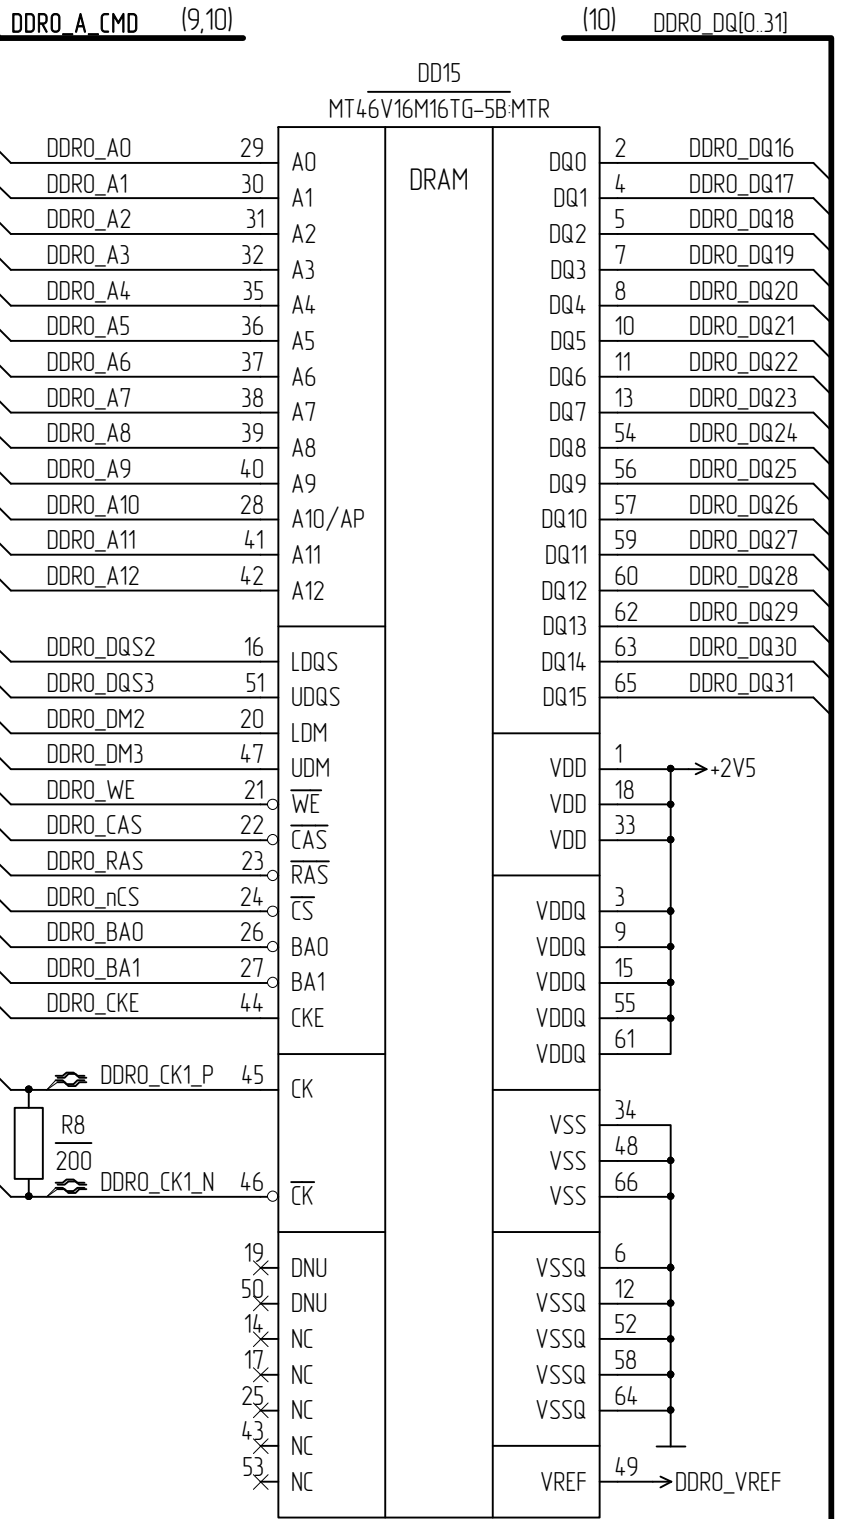 DDR0_A_CMD (9,10)
(10) DDR0_DQ[0..31]
DD15
MT46V16M16TG-5B:MTR
DRAM
DDR0_A0 29 A0
DDR0_A1 30 A1
DDR0_A2 31 A2
DDR0_A3 32 A3
DDR0_A4 35 A4
DDR0_A5 36 A5
DDR0_A6 37 A6
DDR0_A7 38 A7
DDR0_A8 39 A8
DDR0_A9 40 A9
DDR0_A10 28 A10/AP
DDR0_A11 41 A11
DDR0_A12 42 A12
DDR0_DQS2 16 LDQS
DDR0_DQS3 51 UDQS
DDR0_DM2 20 LDM
DDR0_DM3 47 UDM
DDR0_WE 21 WE
DDR0_CAS 22 CAS
DDR0_RAS 23 RAS
DDR0_nCS 24 CS
DDR0_BA0 26 BA0
DDR0_BA1 27 BA1
DDR0_CKE 44 CKE
DDR0_CK1_P 45 CK
R8
200
DDR0_CK1_N 46 CK
19 DNU
50 DNU
14 NC
17 NC
25 NC
43 NC
53 NC
DQ0 2 DDR0_DQ16
DQ1 4 DDR0_DQ17
DQ2 5 DDR0_DQ18
DQ3 7 DDR0_DQ19
DQ4 8 DDR0_DQ20
DQ5 10 DDR0_DQ21
DQ6 11 DDR0_DQ22
DQ7 13 DDR0_DQ23
DQ8 54 DDR0_DQ24
DQ9 56 DDR0_DQ25
DQ10 57 DDR0_DQ26
DQ11 59 DDR0_DQ27
DQ12 60 DDR0_DQ28
DQ13 62 DDR0_DQ29
DQ14 63 DDR0_DQ30
DQ15 65 DDR0_DQ31
VDD 1 +2V5
VDD 18
VDD 33
VDDQ 3
VDDQ 9
VDDQ 15
VDDQ 55
VDDQ 61
VSS 34
VSS 48
VSS 66
VSSQ 6
VSSQ 12
VSSQ 52
VSSQ 58
VSSQ 64
VREF 49 DDR0_VREF